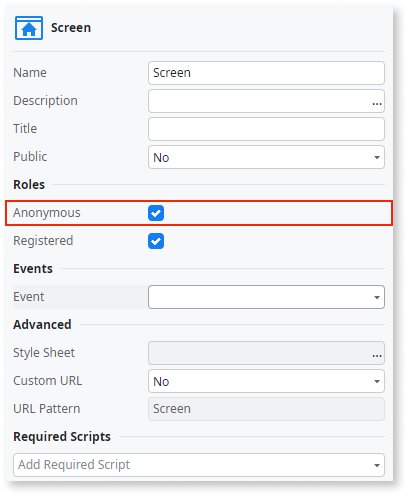 Screen
Name Screen
Description ...
Title
Public No
Roles
Anonymous
Registered
Events
Event
Advanced
Style Sheet ...
Custom URL No
URL Pattern Screen
Required Scripts
Add Required Script